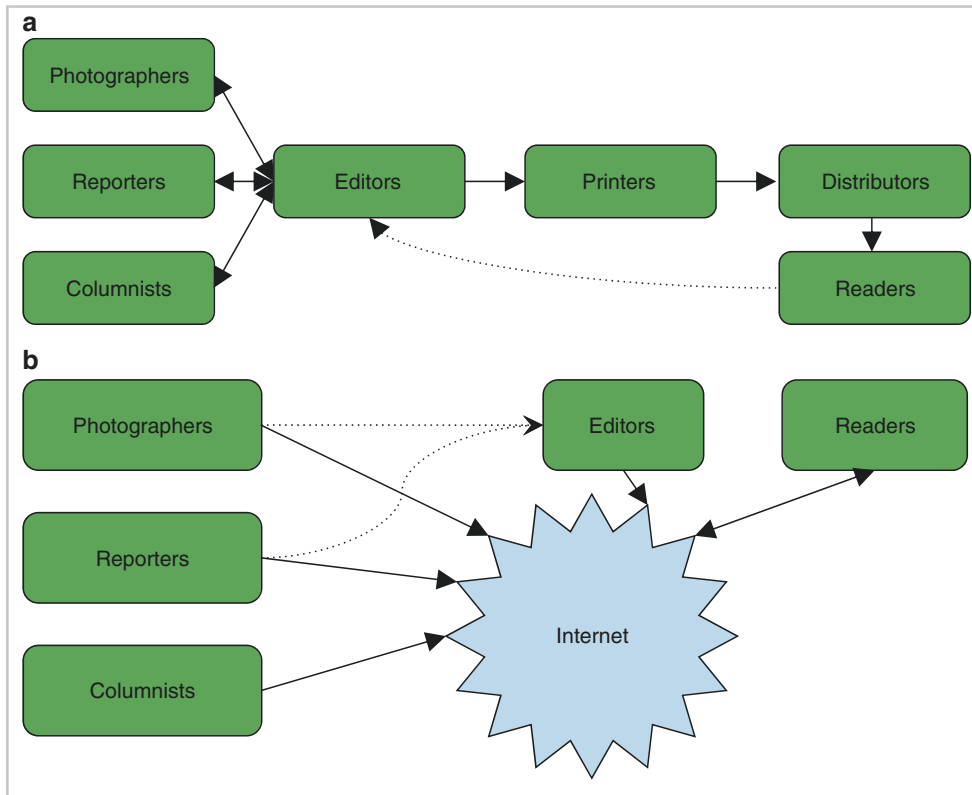 a
Photographers
Reporters
Editors
Printers
Distributors
Columnists
Readers
b
Photographers
Editors
Readers
Reporters
Internet
Columnists